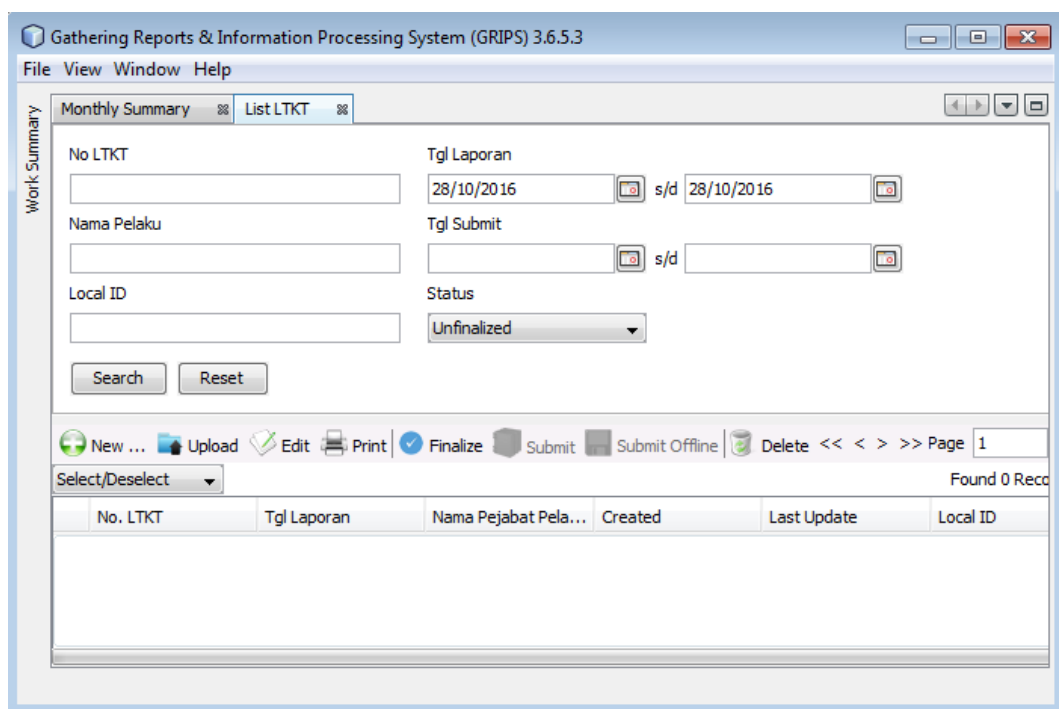 Gathering Reports & Information Processing System (GRIPS) 3.6.5.3
File View Window Help
Work Summary
Monthly Summary List LTKT
No LTKT Tgl Laporan
28/10/2016 s/d 28/10/2016
Nama Pelaku Tgl Submit
s/d
Local ID Status
Unfinalized
Search Reset
New ... Upload Edit Print Finalize Submit Submit Offline Delete << < > >> Page 1
Select/Deselect Found 0 Reco
No. LTKT Tgl Laporan Nama Pejabat Pela... Created Last Update Local ID